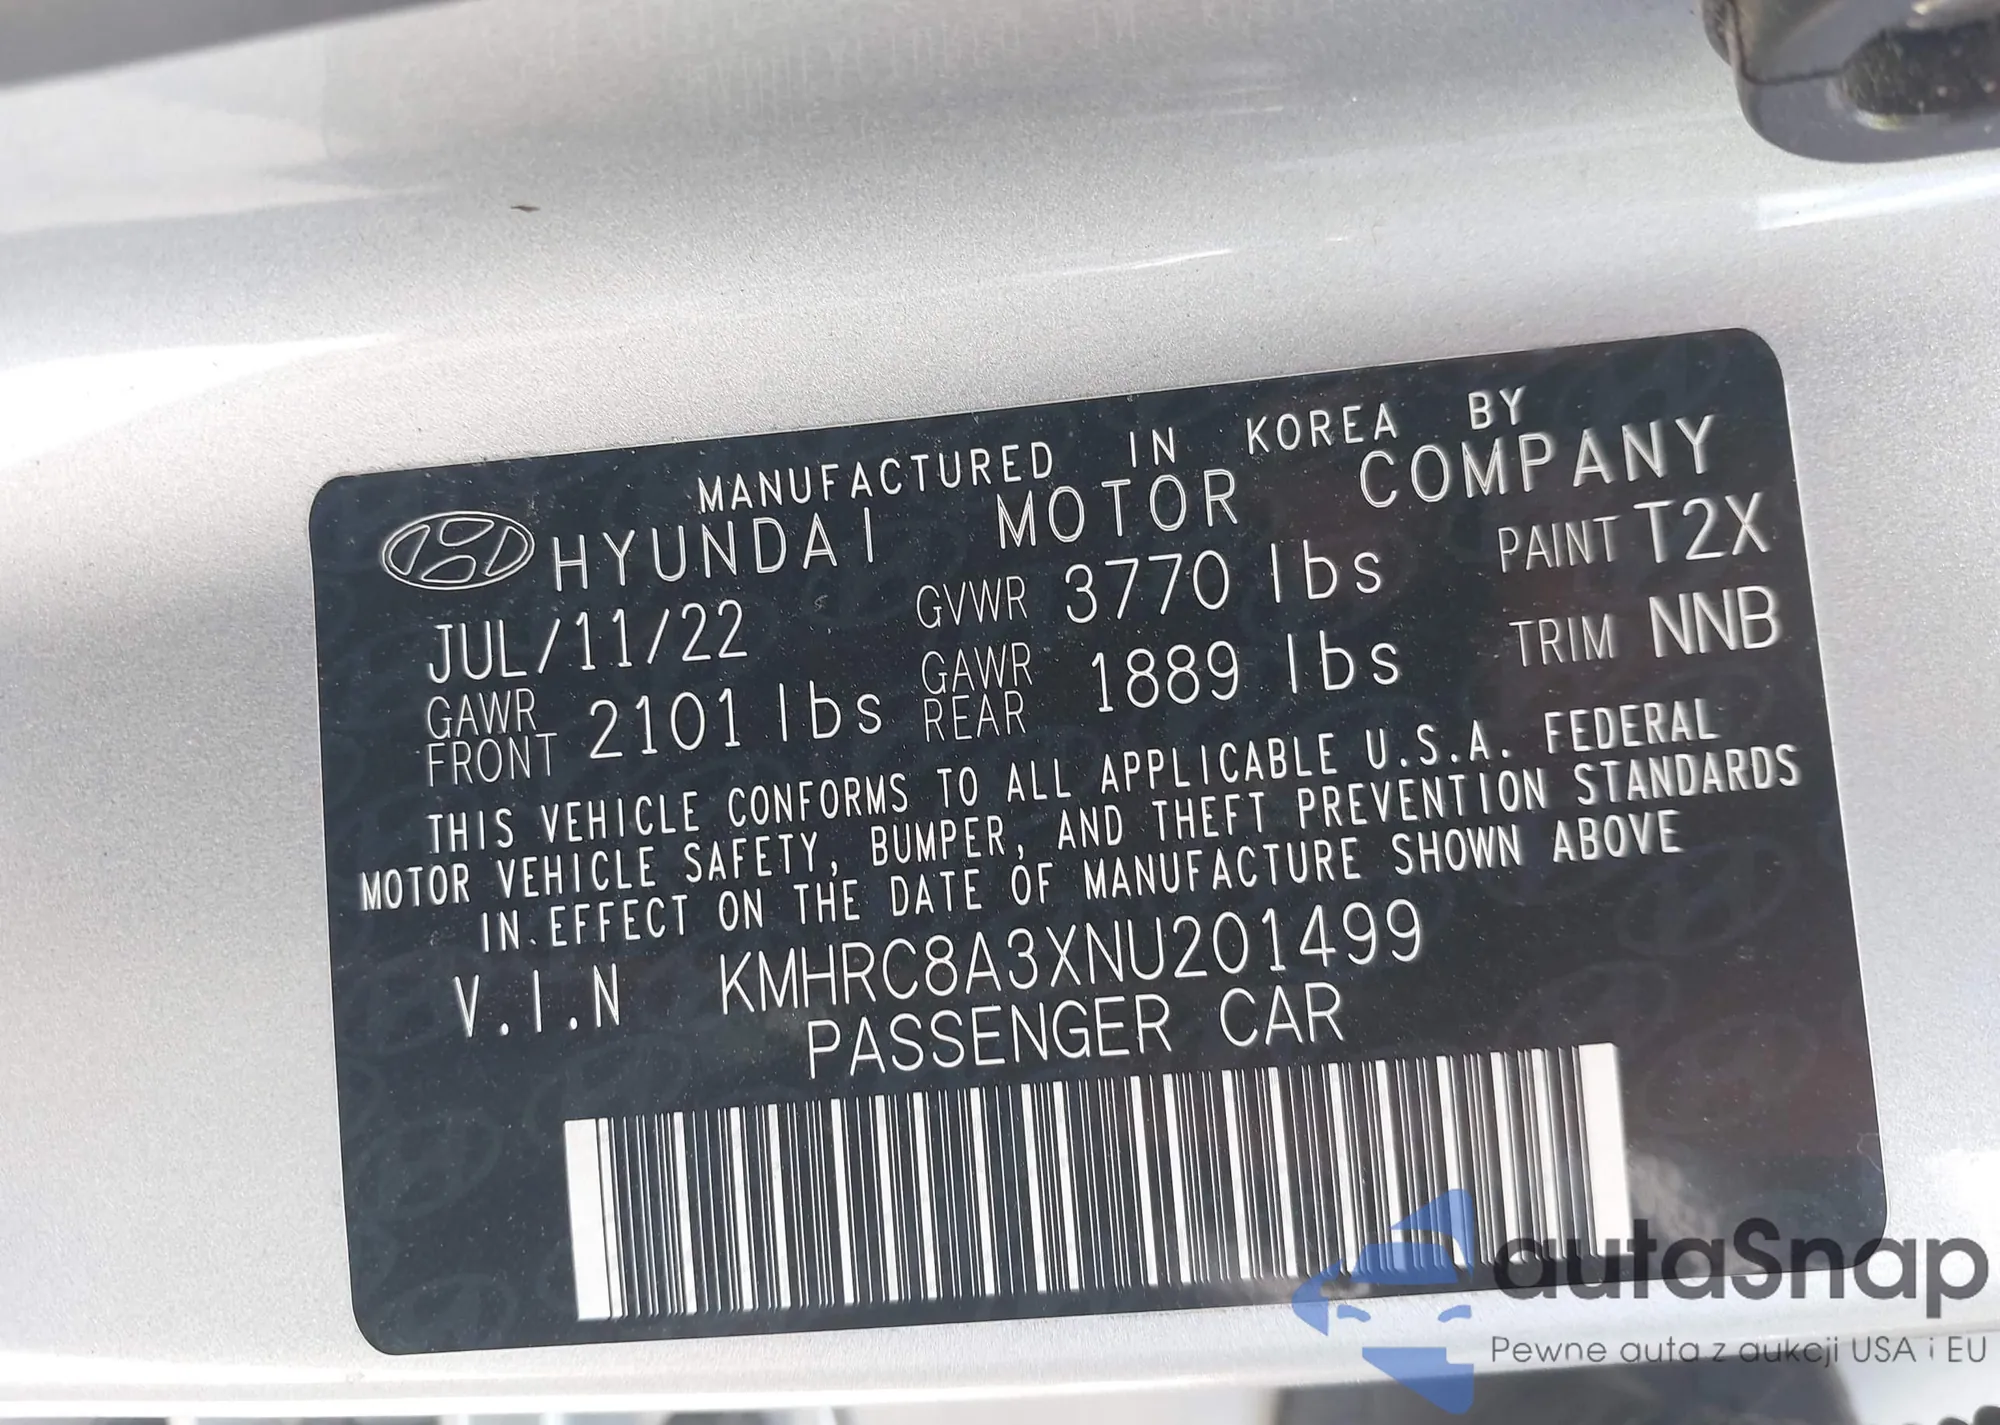 MANUFACTURED IN KOREA BY
HYUNDAI MOTOR COMPANY
JUL/11/22 GVWR 3770 lbs PAINT T2X
GAWR FRONT 2101 lbs GAWR REAR 1889 lbs TRIM NNB
THIS VEHICLE CONFORMS TO ALL APPLICABLE U.S.A. FEDERAL
MOTOR VEHICLE SAFETY, BUMPER, AND THEFT PREVENTION STANDARDS
IN EFFECT ON THE DATE OF MANUFACTURE SHOWN ABOVE
V.I.N KMHRC8A3XNU201499
PASSENGER CAR
autaSnap
Pewne auta z aukcji USA i EU